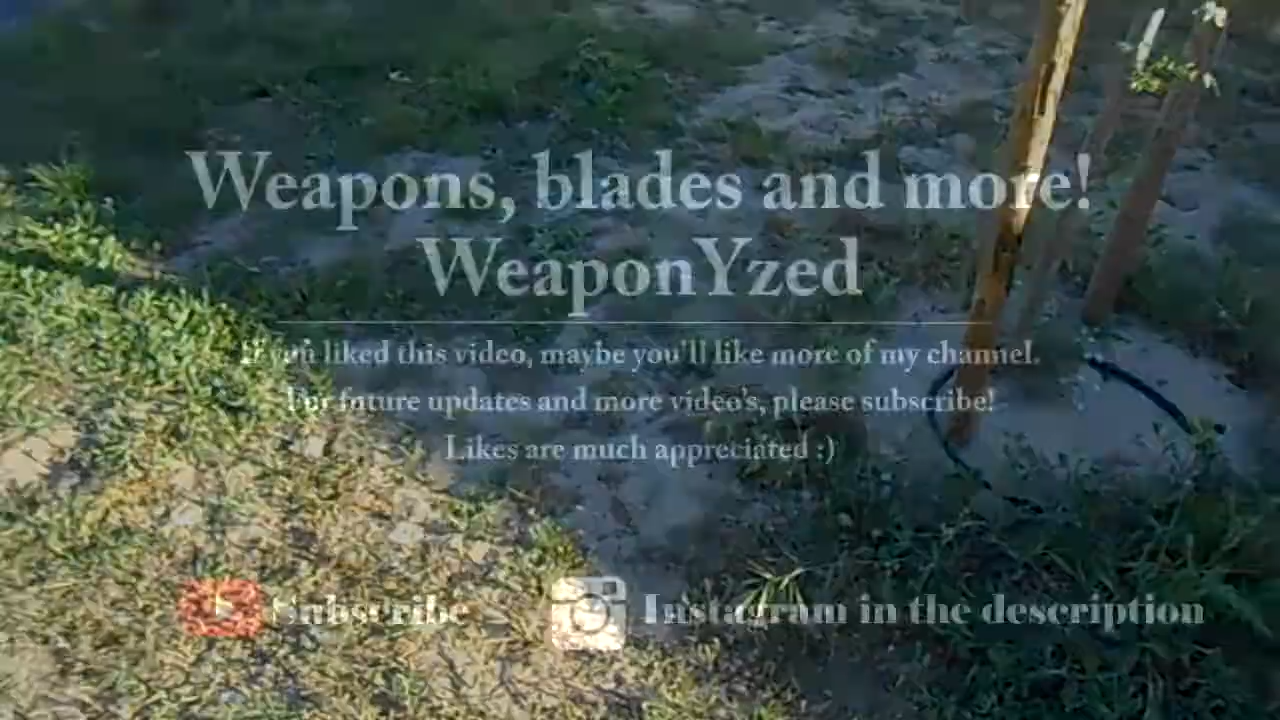 Weapons, blades and more!
WeaponYzed
If you liked this video, maybe you'll like more of my channel.
For future updates and more video's, please subscribe!
Likes are much appreciated :)
Subscribe
Instagram in the description